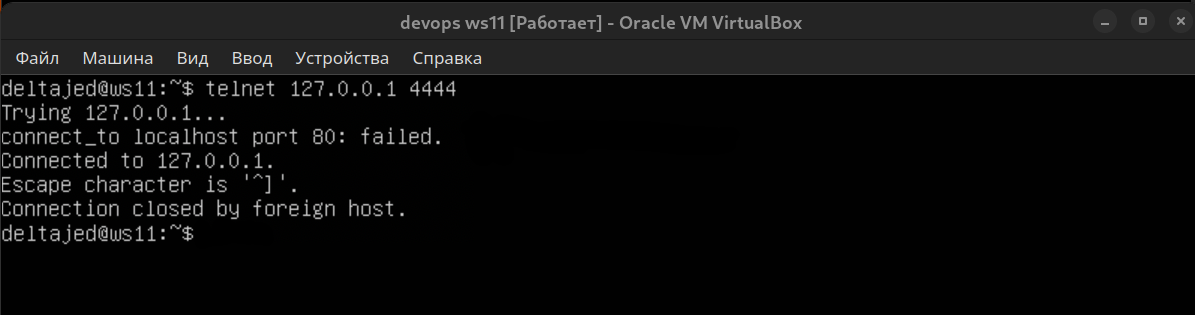 devops ws11 [Работает] - Oracle VM VirtualBox
Файл Машина Вид Ввод Устройства Справка
deltajed@ws11:~$ telnet 127.0.0.1 4444
Trying 127.0.0.1...
connect_to localhost port 80: failed.
Connected to 127.0.0.1.
Escape character is '^]'.
Connection closed by foreign host.
deltajed@ws11:~$